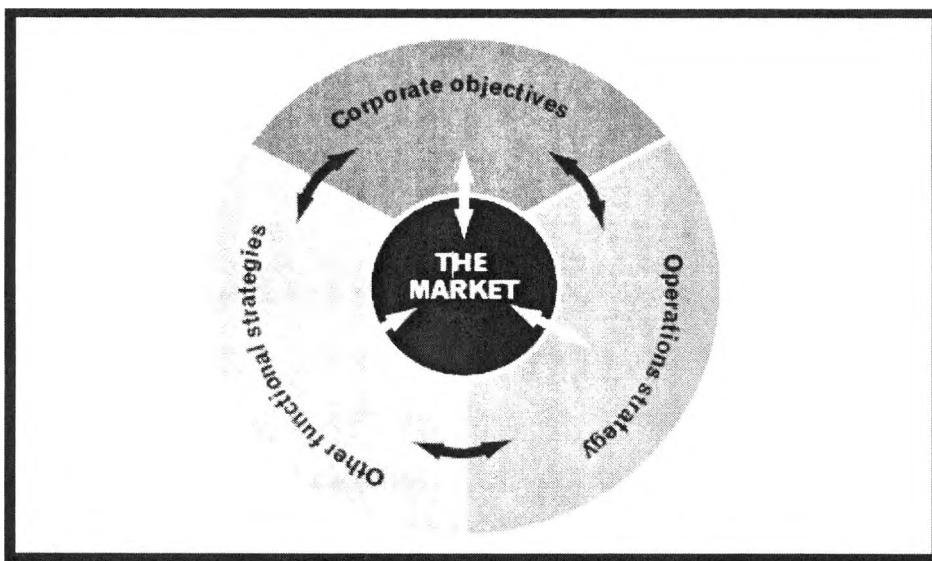 Corporate objectives
THE
MARKET
Operations strategy
Other functional strategies